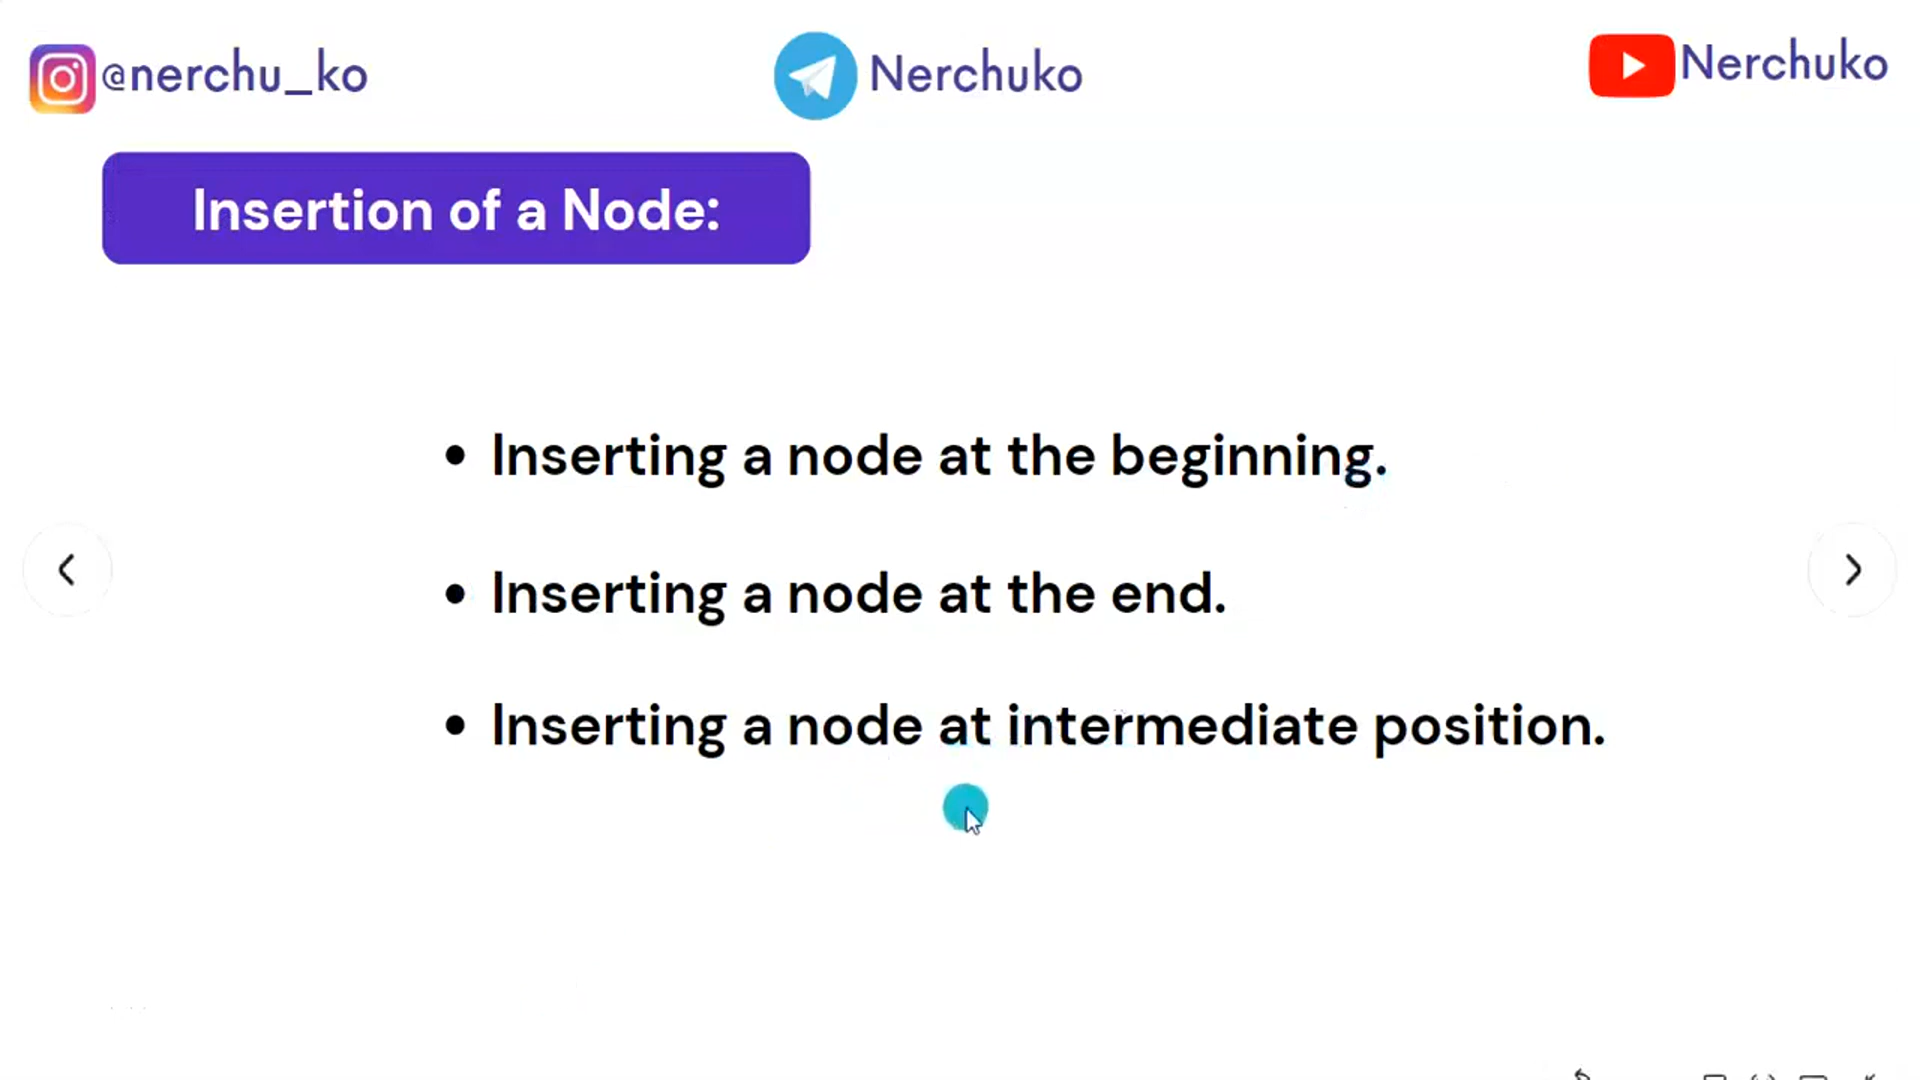 @nerchu_ko
Nerchuko
Nerchuko
Insertion of a Node:
• Inserting a node at the beginning.
• Inserting a node at the end.
• Inserting a node at intermediate position.